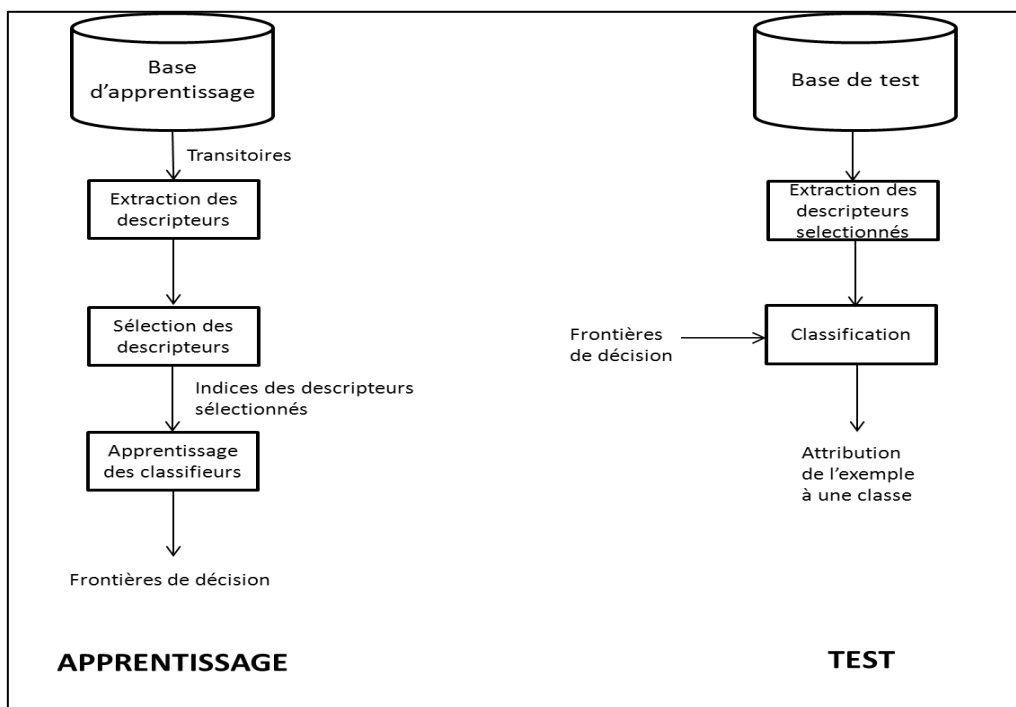 Base
d’apprentissage
Transitoires
Extraction des
descripteurs
Sélection des
descripteurs
Indices des descripteurs
sélectionnés
Apprentissage
des classifieurs
Frontières de décision
APPRENTISSAGE
Base de test
Extraction des
descripteurs
selectionnés
Frontières
de décision
Classification
Attribution
de l’exemple
à une classe
TEST